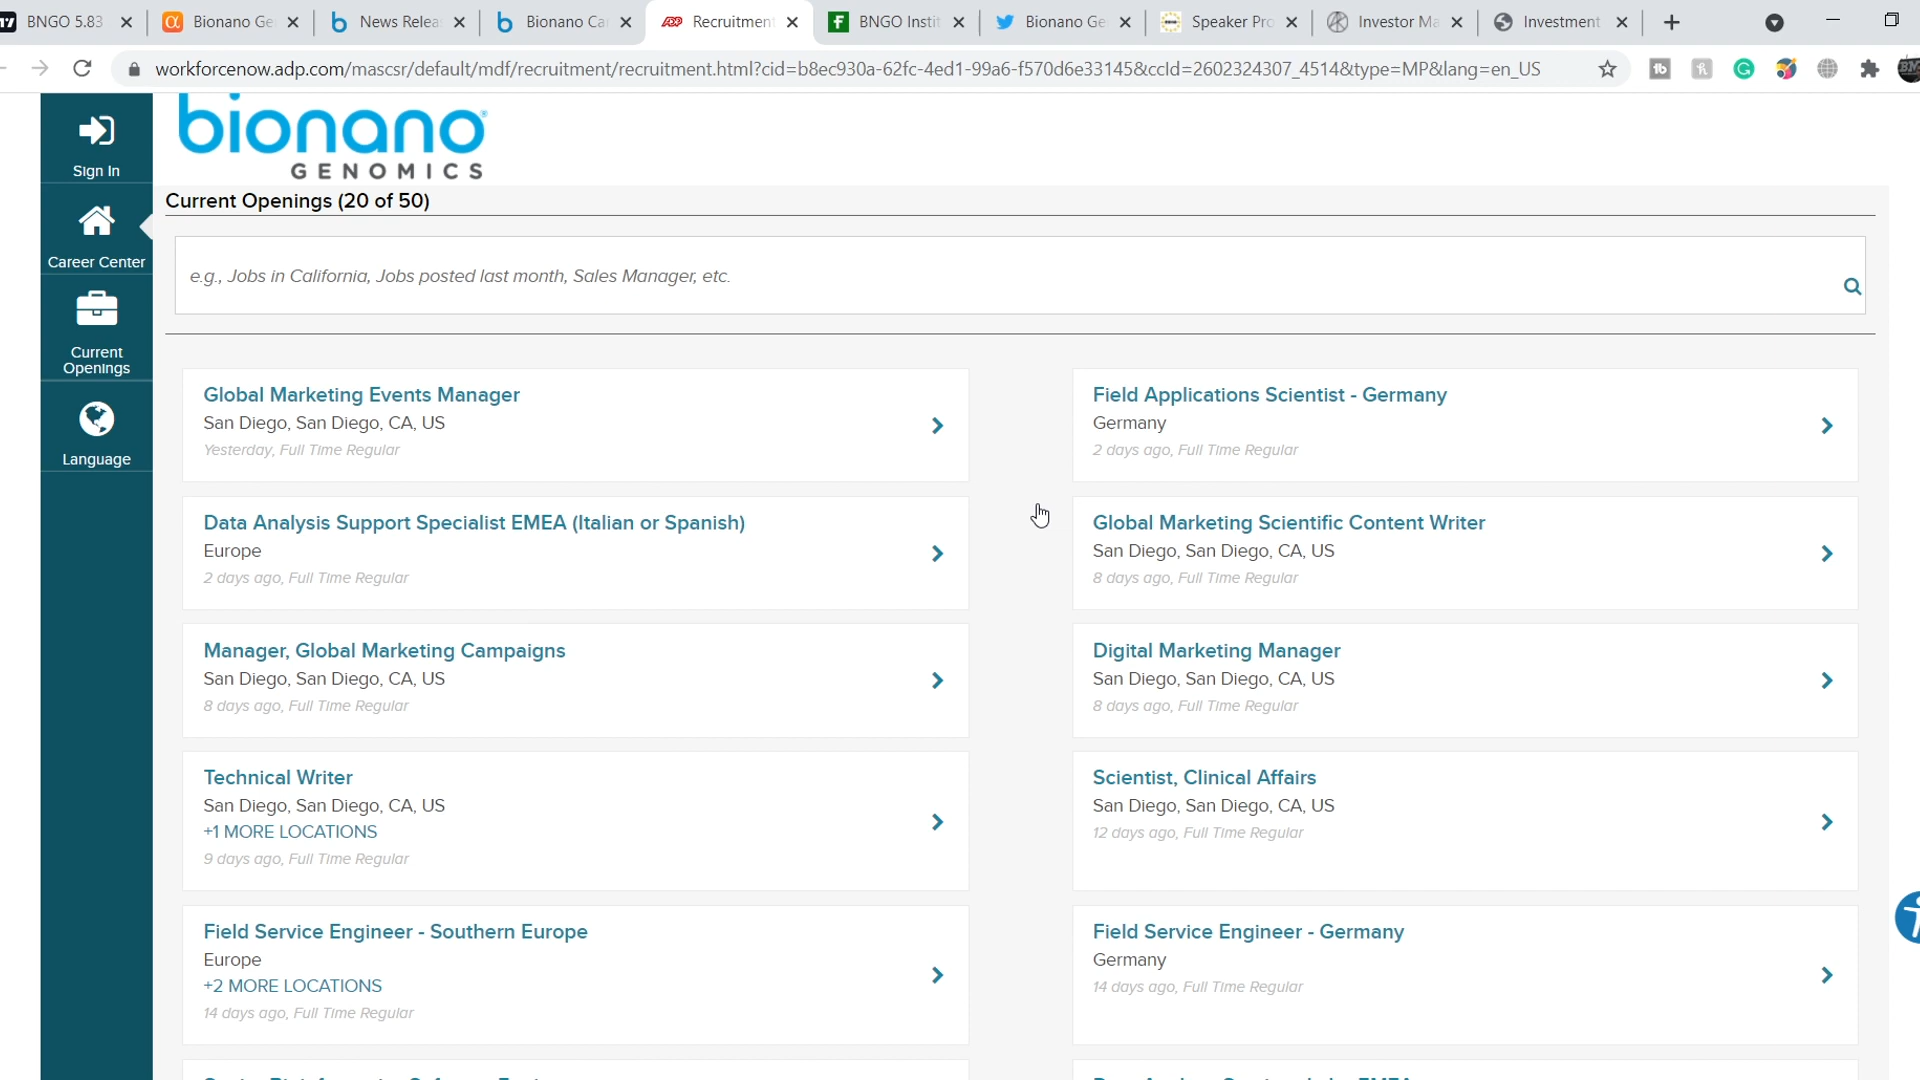 BNGO 5.83
Bionano Ge
News Relea
Bionano Ca
Recruitment
BNGO Instit
Bionano Ge
Speaker Pro
Investor Ma
Investment
workforcenow.adp.com/mascsr/default/mdf/recruitment/recruitment.html?cid=b8ec930a-62fc-4ed1-99a6-f570d6e33145&ccId=2602324307_4514&type=MP&lang=en_US
Sign In
Career Center
Current
Openings
Language
bionano
GENOMICS
Current Openings (20 of 50)
e.g., Jobs in California, Jobs posted last month, Sales Manager, etc.
Global Marketing Events Manager
San Diego, San Diego, CA, US
Yesterday, Full Time Regular
Field Applications Scientist - Germany
Germany
2 days ago, Full Time Regular
Data Analysis Support Specialist EMEA (Italian or Spanish)
Europe
2 days ago, Full Time Regular
Global Marketing Scientific Content Writer
San Diego, San Diego, CA, US
8 days ago, Full Time Regular
Manager, Global Marketing Campaigns
San Diego, San Diego, CA, US
8 days ago, Full Time Regular
Digital Marketing Manager
San Diego, San Diego, CA, US
8 days ago, Full Time Regular
Technical Writer
San Diego, San Diego, CA, US
+1 MORE LOCATIONS
9 days ago, Full Time Regular
Scientist, Clinical Affairs
San Diego, San Diego, CA, US
12 days ago, Full Time Regular
Field Service Engineer - Southern Europe
Europe
+2 MORE LOCATIONS
14 days ago, Full Time Regular
Field Service Engineer - Germany
Germany
14 days ago, Full Time Regular